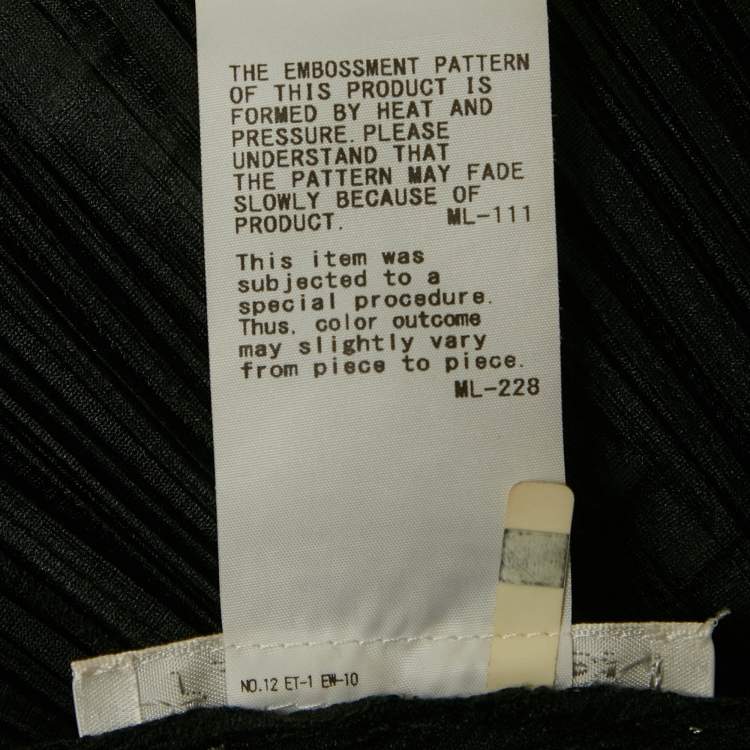 THE EMBOSSMENT PATTERN
OF THIS PRODUCT IS
FORMED BY HEAT AND
PRESSURE. PLEASE
UNDERSTAND THAT
THE PATTERN MAY FADE
SLOWLY BECAUSE OF
PRODUCT. ML-111
This item was
subjected to a
special procedure.
Thus, color outcome
may slightly vary
from piece to piece.
ML-228
NO.12 ET-1 EW-10